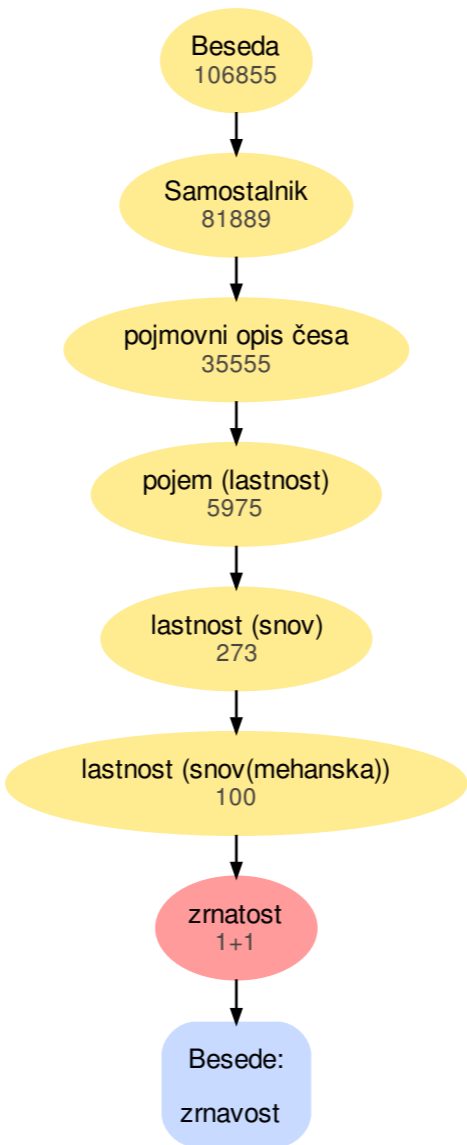 Beseda
106855
Samostalnik
81889
pojmovni opis česa
35555
pojem (lastnost)
5975
lastnost (snov)
273
lastnost (snov(mehanska))
100
zrnatost
1+1
Besede:
zrnavost